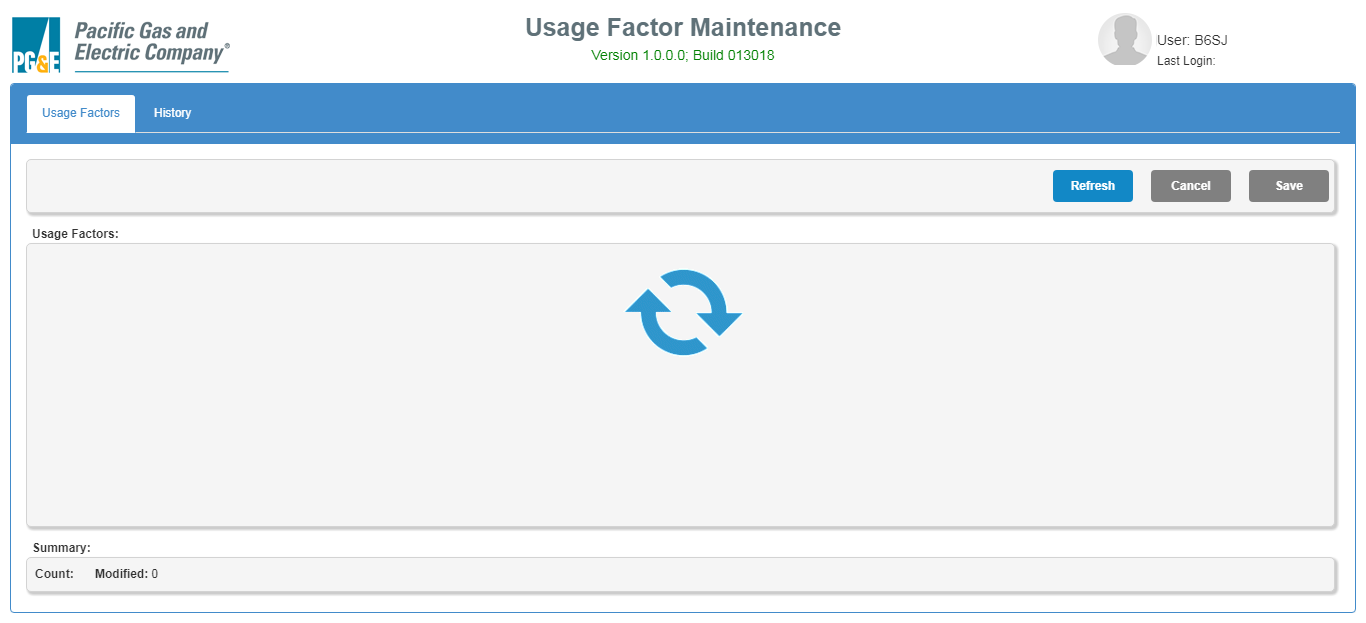 PG&E
Pacific Gas and
Electric Company®
Usage Factor Maintenance
Version 1.0.0.0; Build 013018
User: B6SJ
Last Login:
Usage Factors
History
Refresh
Cancel
Save
Usage Factors:
Summary:
Count: Modified: 0